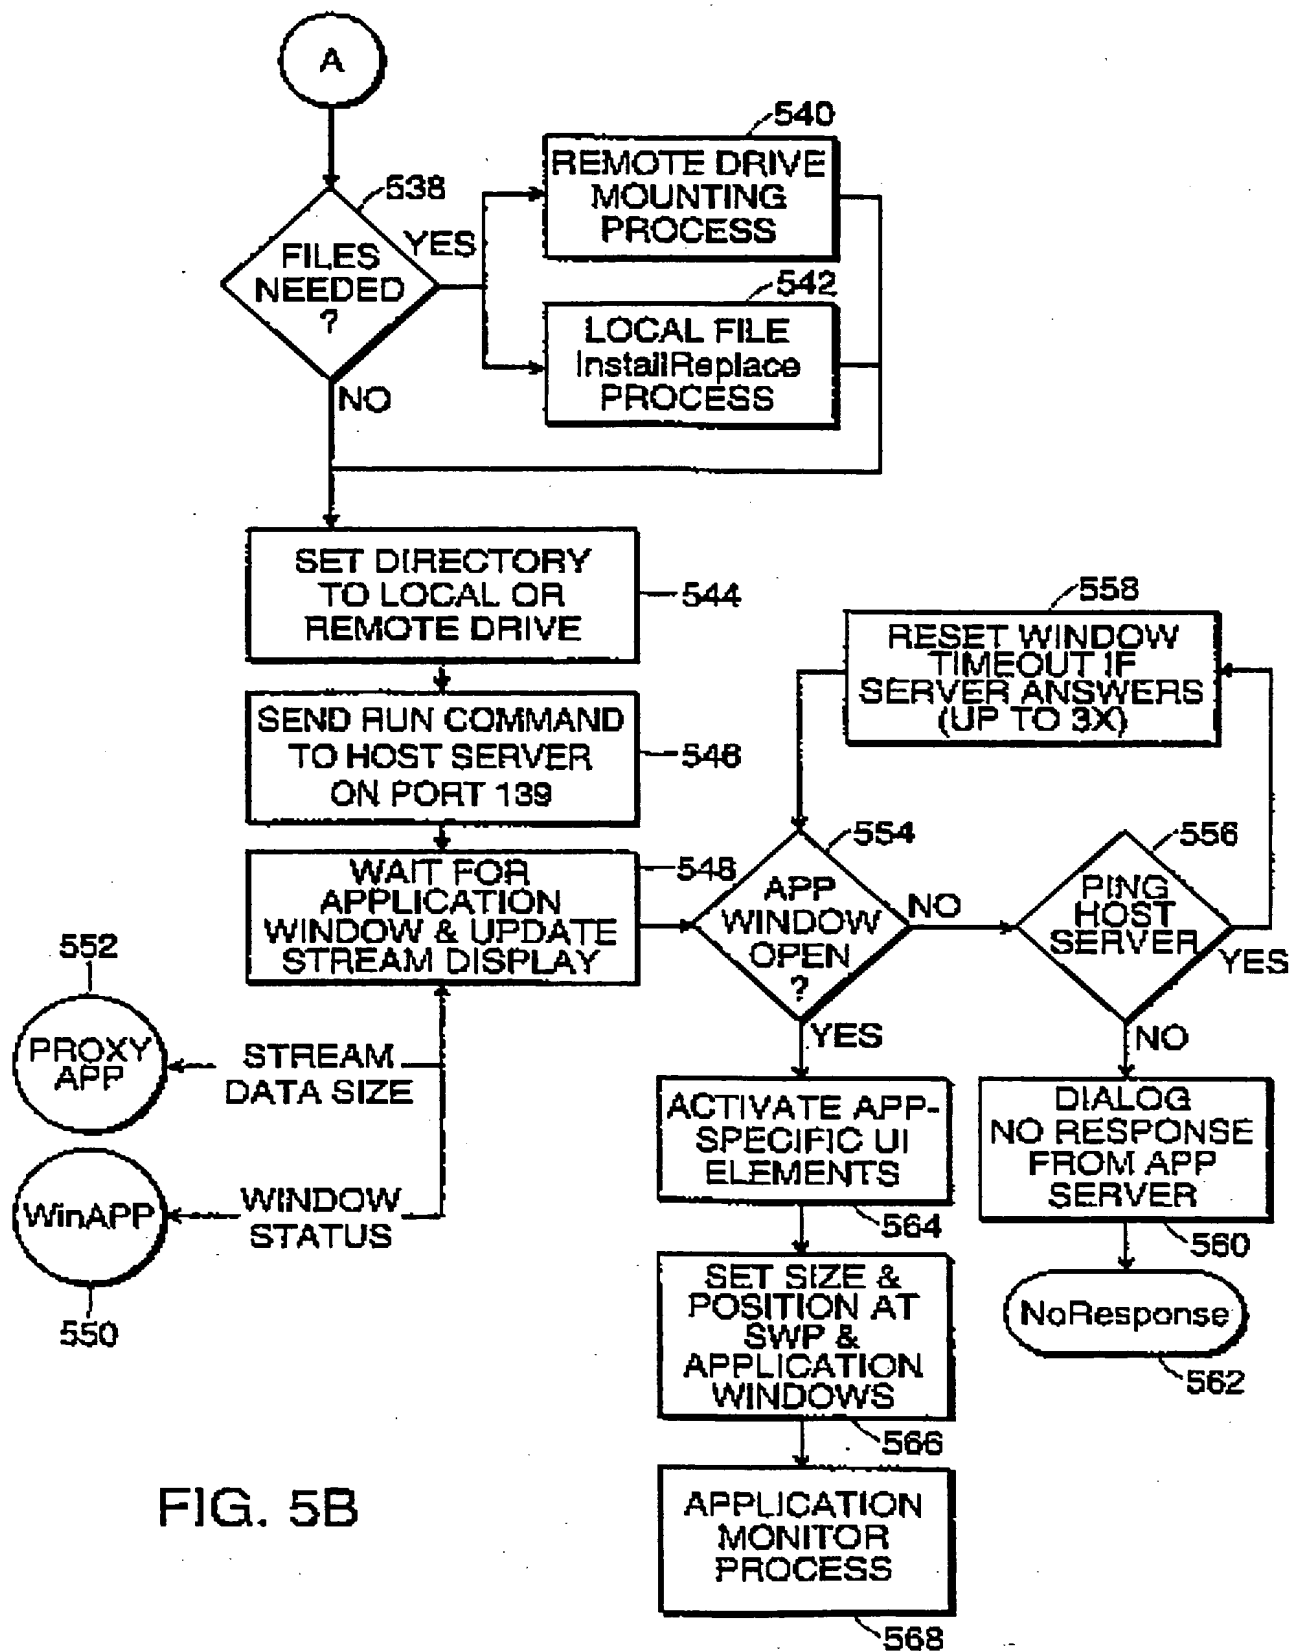 A
538
FILES
NEEDED
?
YES
NO
540
REMOTE DRIVE
MOUNTING
PROCESS
542
LOCAL FILE
InstallReplace
PROCESS
SET DIRECTORY
TO LOCAL OR
REMOTE DRIVE
544
SEND RUN COMMAND
TO HOST SERVER
ON PORT 139
546
WAIT FOR
APPLICATION
WINDOW & UPDATE
STREAM DISPLAY
548
552
PROXY
APP
STREAM
DATA SIZE
WinAPP
WINDOW
STATUS
550
558
RESET WINDOW
TIMEOUT IF
SERVER ANSWERS
(UP TO 3X)
554
APP
WINDOW
OPEN
?
NO
YES
556
PING
HOST
SERVER
YES
NO
ACTIVATE APP-
SPECIFIC UI
ELEMENTS
564
DIALOG
NO RESPONSE
FROM APP
SERVER
560
SET SIZE &
POSITION AT
SWP &
APPLICATION
WINDOWS
566
NoResponse
562
APPLICATION
MONITOR
PROCESS
568
FIG. 5B